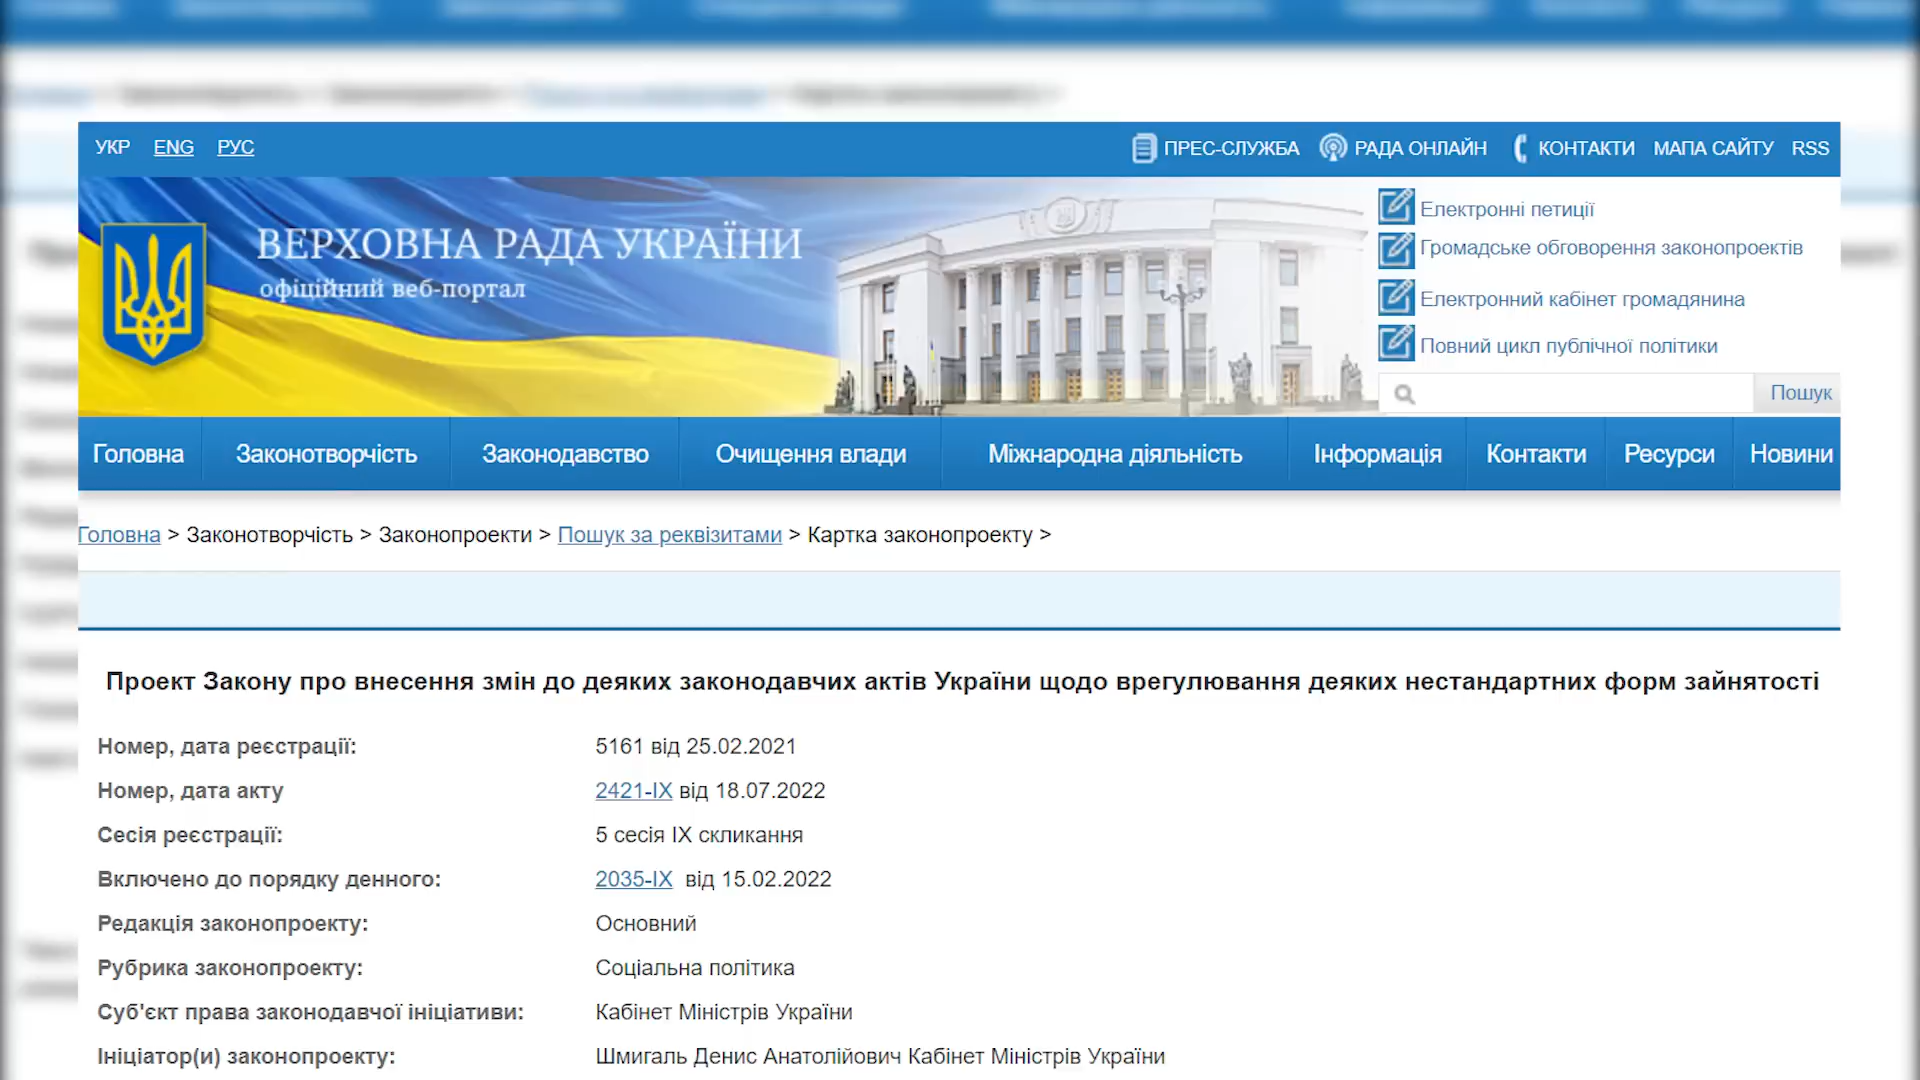 УКР ENG РУС ПРЕС-СЛУЖБА РАДА ОНЛАЙН КОНТАКТИ МАПА САЙТУ RSS
ВЕРХОВНА РАДА УКРАЇНИ
офіційний веб-портал
Електронні петиції
Громадське обговорення законопроектів
Електронний кабінет громадянина
Повний цикл публічної політики
Пошук
Головна Законотворчість Законодавство Очищення влади Міжнародна діяльність Інформація Контакти Ресурси Новини
Головна > Законотворчість > Законопроекти > Пошук за реквізитами > Картка законопроекту >
Проект Закону про внесення змін до деяких законодавчих актів України щодо врегулювання деяких нестандартних форм зайнятості
Номер, дата реєстрації: 5161 від 25.02.2021
Номер, дата акту 2421-IX від 18.07.2022
Сесія реєстрації: 5 сесія IX скликання
Включено до порядку денного: 2035-IX від 15.02.2022
Редакція законопроекту: Основний
Рубрика законопроекту: Соціальна політика
Суб'єкт права законодавчої ініціативи: Кабінет Міністрів України
Ініціатор(и) законопроекту: Шмигаль Денис Анатолійович Кабінет Міністрів України